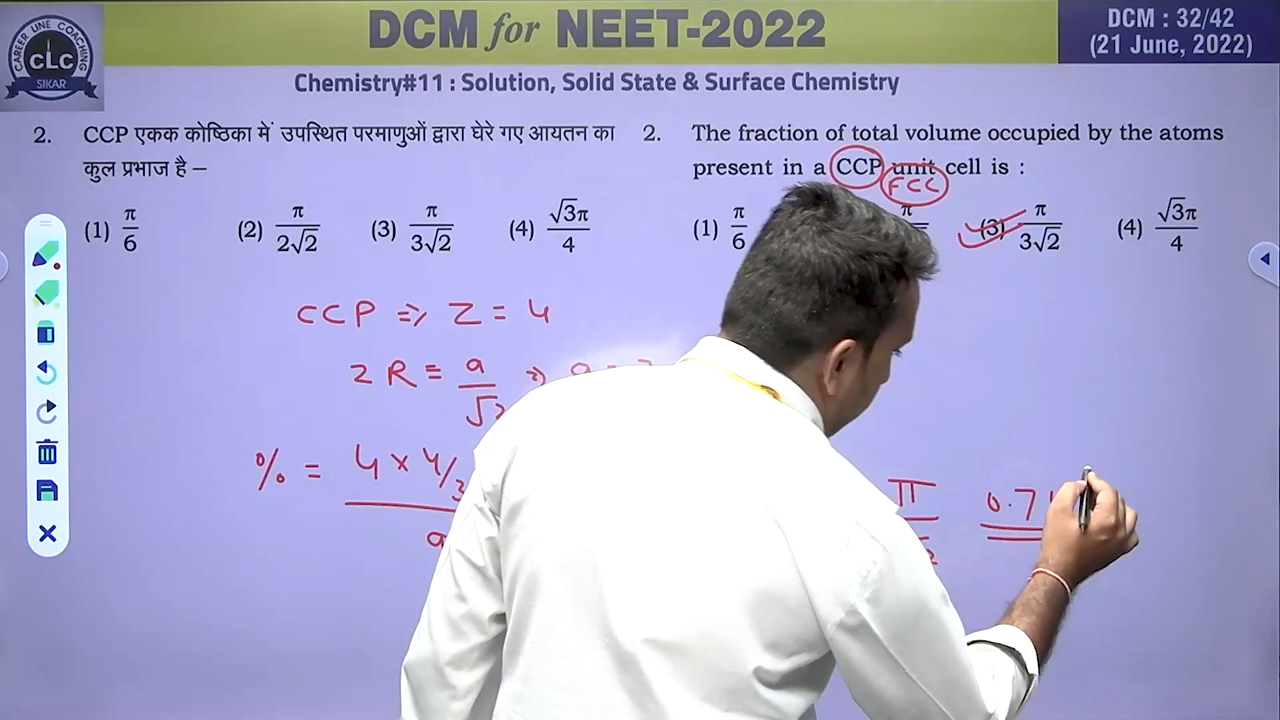 CAREER LINE COACHING
CLC
SIKAR
DCM for NEET-2022
DCM : 32/42
(21 June, 2022)
Chemistry#11 : Solution, Solid State & Surface Chemistry
2. CCP एकक कोष्ठिका में उपस्थित परमाणुओं द्वारा घेरे गए आयतन का
कुल प्रभाज है –
(1) π/6 (2) π/2√2 (3) π/3√2 (4) √3π/4
2. The fraction of total volume occupied by the atoms
present in a CCP unit cell is :
FCC
(1) π/6 π (3) π/3√2 (4) √3π/4
CCP ⇒ Z = 4
2R = a/√2 ⇒ a =
% = 4 × 4/3
a
π
0.7